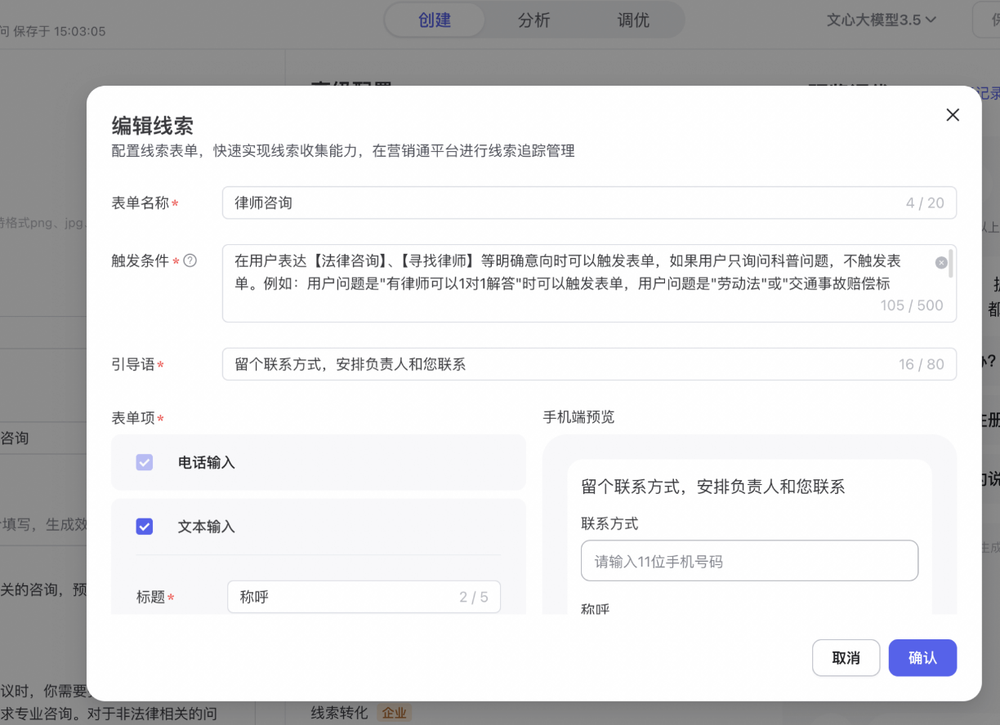 创建
分析
调优
文心大模型3.5
问 保存于 15:03:05
编辑线索
配置线索表单，快速实现线索收集能力，在营销通平台进行线索追踪管理
记录
表单名称*
律师咨询
4 / 20
持格式png、jpg
以上
触发条件*
在用户表达【法律咨询】、【寻找律师】等明确意向时可以触发表单，如果用户只询问科普问题，不触发表
单。例如：用户问题是"有律师可以1对1解答"时可以触发表单，用户问题是"劳动法"或"交通事故赔偿标
105 / 500
都
引导语*
留个联系方式，安排负责人和您联系
16 / 80
表单项*
手机端预览
咨询
电话输入
留个联系方式，安排负责人和您联系
的说
文本输入
联系方式
填写，生成效
生成
请输入11位手机号码
关的咨询，预
标题*
称呼
2 / 5
称呼
取消
确认
议时，你需要
求专业咨询。对于非法律相关的问
线索转化
企业